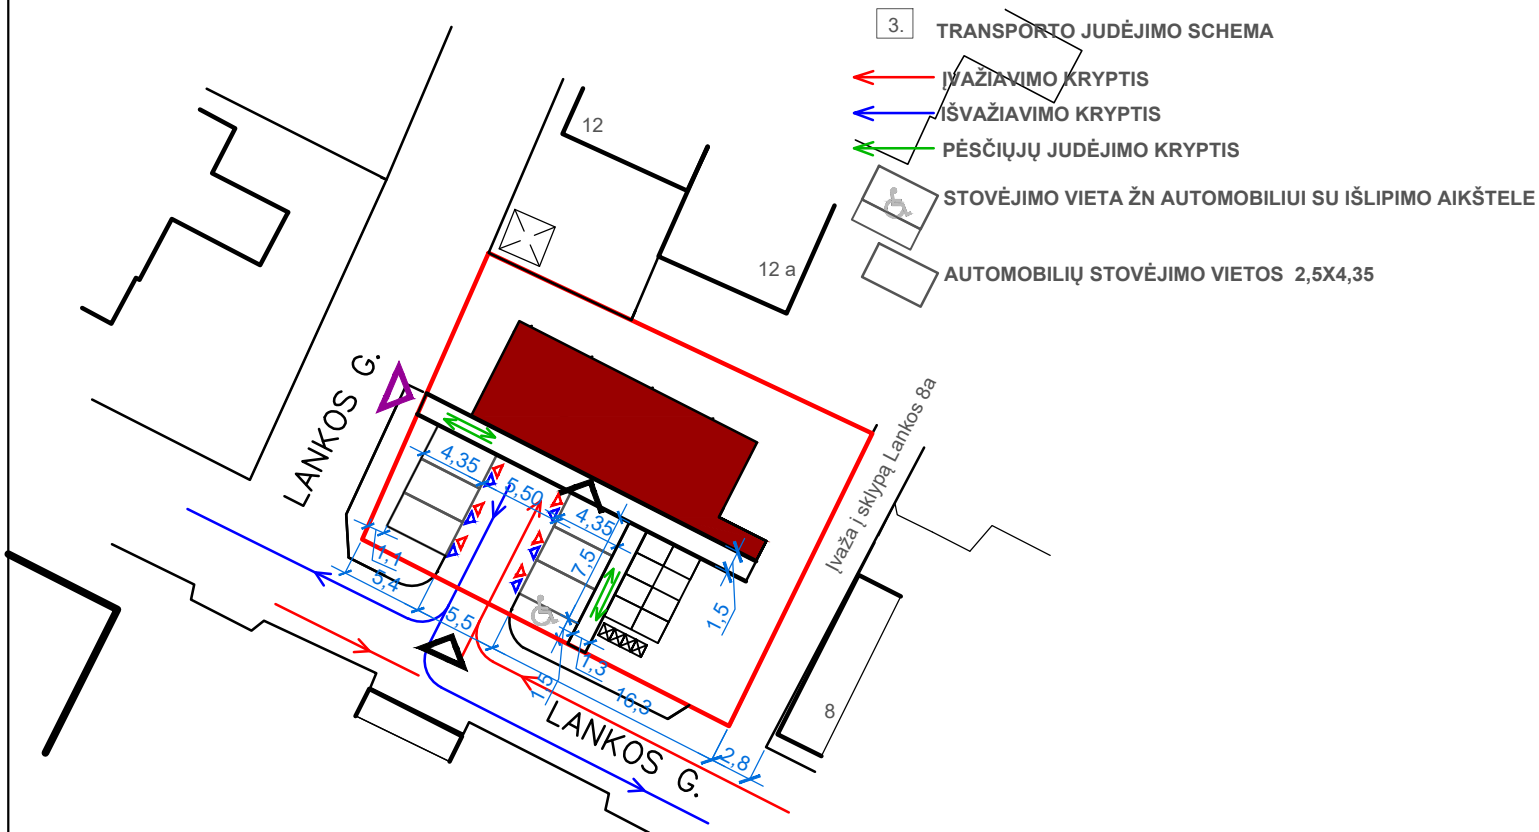 3. TRANSPORTO JUDĖJIMO SCHEMA
ĮVAŽIAVIMO KRYPTIS
IŠVAŽIAVIMO KRYPTIS
PĖSČIŲJŲ JUDĖJIMO KRYPTIS
STOVĖJIMO VIETA ŽN AUTOMOBILIUI SU IŠLIPIMO AIKŠTELE
AUTOMOBILIŲ STOVĖJIMO VIETOS 2,5X4,35
12
12 a
LANKOS G.
Įvaža į sklypą Lankos 8a
4,35
5,50
4,35
7,5
1,1
5,4
5,5
1,5
1,3
1,5
16,3
8
LANKOS G.
2,8